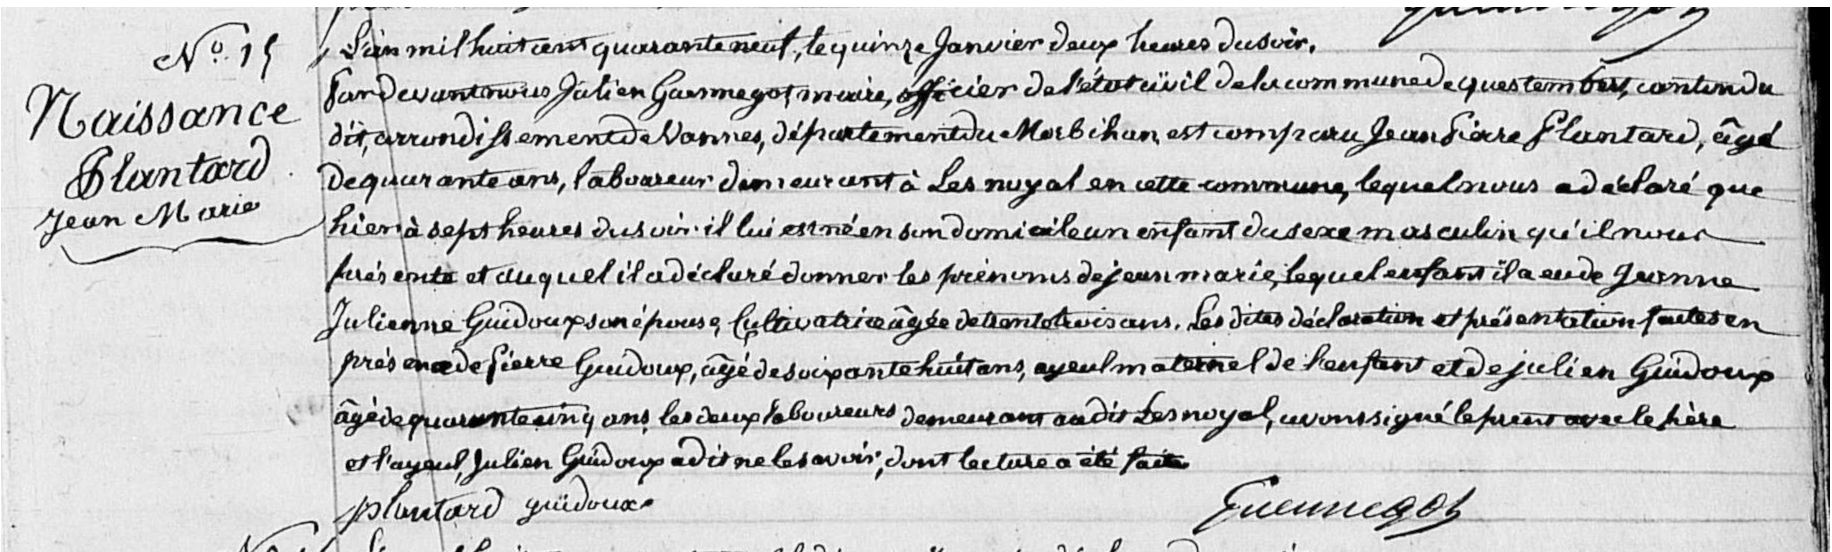 No. 15
Naissance
Plantard
Jean Marie
L'an mil huit cent quarante neuf, le quinze Janvier deux heures du soir,
Par devant nous Julien Guennegot, maire, officier de l'état civil de la commune de questembert, canton du
dit, arrondissement de Vannes, département du Morbihan, est comparu Jean Pierre Plantard, âgé
de quarante ans, laboureur demeurant à Lesnoyal en cette commune, lequel nous a déclaré que
hier à sept heures du soir il lui est né en son domicile un enfant du sexe masculin qu'il nous
présente et auquel il a déclaré donner les prénoms de jean marie, lequel enfant il a eu de Jeanne
Julienne Guidoux son épouse, Cultivatrice âgée de trente trois ans. Les dites déclaration et présentation faites en
présence de Pierre Guidoux, âgé de soixante huit ans, ayeul maternel de l'enfant et de julien Guidoux
âgé de quarante cinq ans, les deux laboureurs demeurant au dit Lesnoyal, avons signé le prent avec le père
et l'ayeul, Julien Guidoux a dit ne le savoir, dont lecture a été faite
plantard guidoux
Guennegot